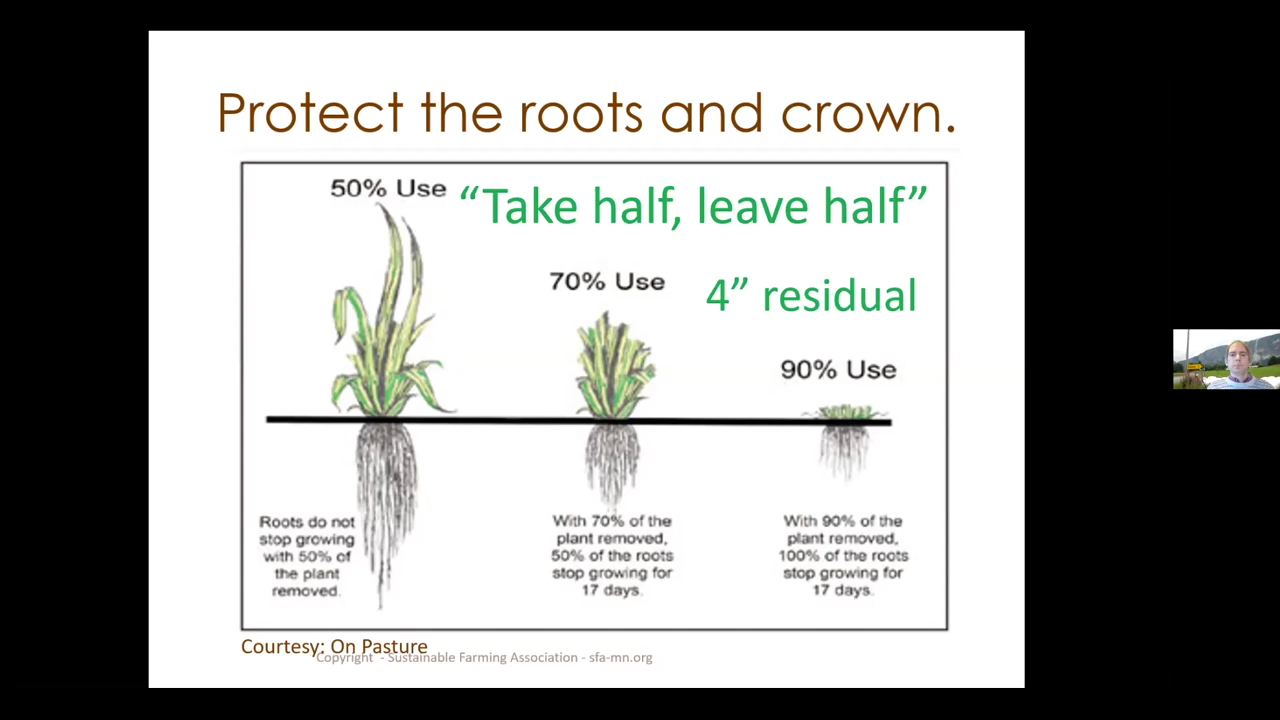 Protect the roots and crown.
50% Use
“Take half, leave half”
70% Use
4” residual
90% Use
Roots do not
stop growing
with 50% of
the plant
removed.
With 70% of the
plant removed,
50% of the roots
stop growing for
17 days.
With 90% of the
plant removed,
100% of the roots
stop growing for
17 days.
Courtesy: On Pasture
Copyright - Sustainable Farming Association - sfa-mn.org